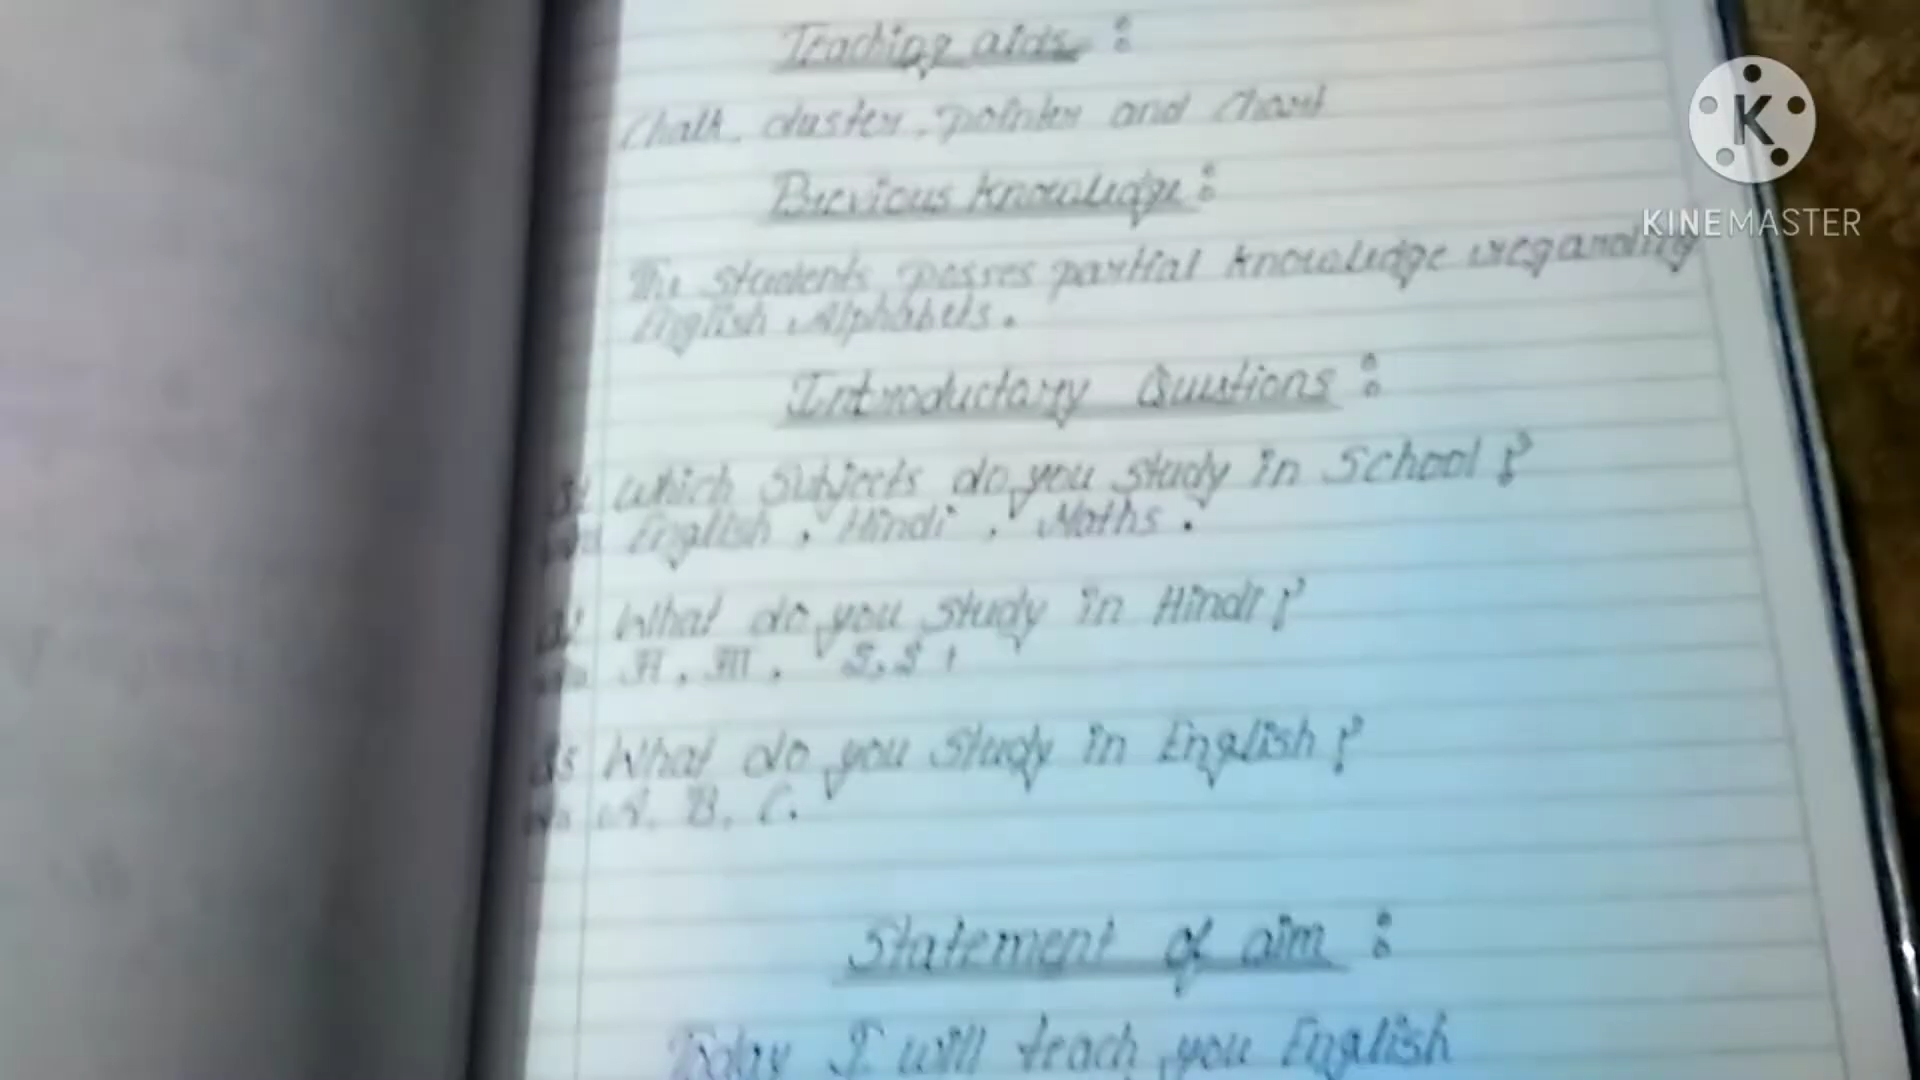 Teaching aids :
Chalk, duster, pointer and Chart
Previous knowledge :
The students posses partial knowledge regarding
English Alphabets.
Introductory Questions :
Which Subjects do you study in School ?
English, Hindi, Maths.
What do you study in Hindi ?
अ, आ, इ, ई
What do you study in English ?
A, B, C.
Statement of aim :
Today I will teach you English
K
KINEMASTER